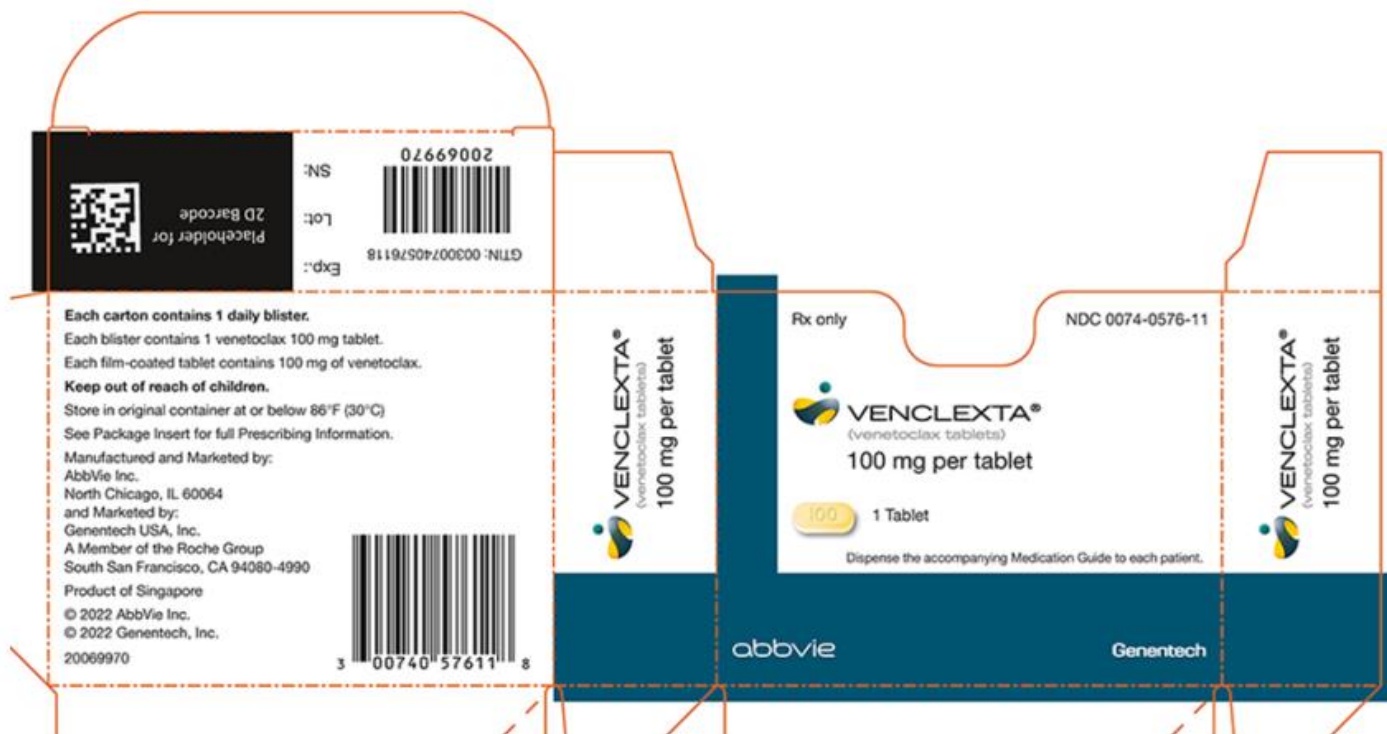 Placeholder for
2D Barcode
Exp.:
Lot:
SN:
GTIN: 00300740576118
20069970
Each carton contains 1 daily blister.
Each blister contains 1 venetoclax 100 mg tablet.
Each film-coated tablet contains 100 mg of venetoclax.
Keep out of reach of children.
Store in original container at or below 86°F (30°C)
See Package Insert for full Prescribing Information.
Manufactured and Marketed by:
AbbVie Inc.
North Chicago, IL 60064
and Marketed by:
Genentech USA, Inc.
A Member of the Roche Group
South San Francisco, CA 94080-4990
Product of Singapore
© 2022 AbbVie Inc.
© 2022 Genentech, Inc.
20069970
3 00740 57611 8
VENCLEXTA®
(venetoclax tablets)
100 mg per tablet
Rx only
NDC 0074-0576-11
VENCLEXTA®
(venetoclax tablets)
100 mg per tablet
100
1 Tablet
Dispense the accompanying Medication Guide to each patient.
abbvie
Genentech
VENCLEXTA®
(venetoclax tablets)
100 mg per tablet